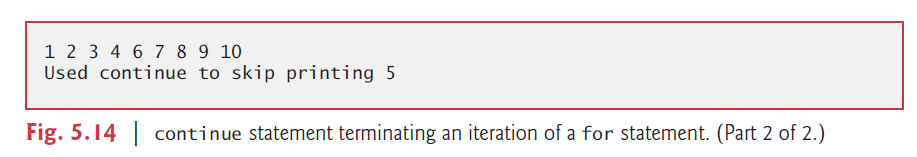 1 2 3 4 6 7 8 9 10
Used continue to skip printing 5
Fig. 5.14 | continue statement terminating an iteration of a for statement. (Part 2 of 2.)